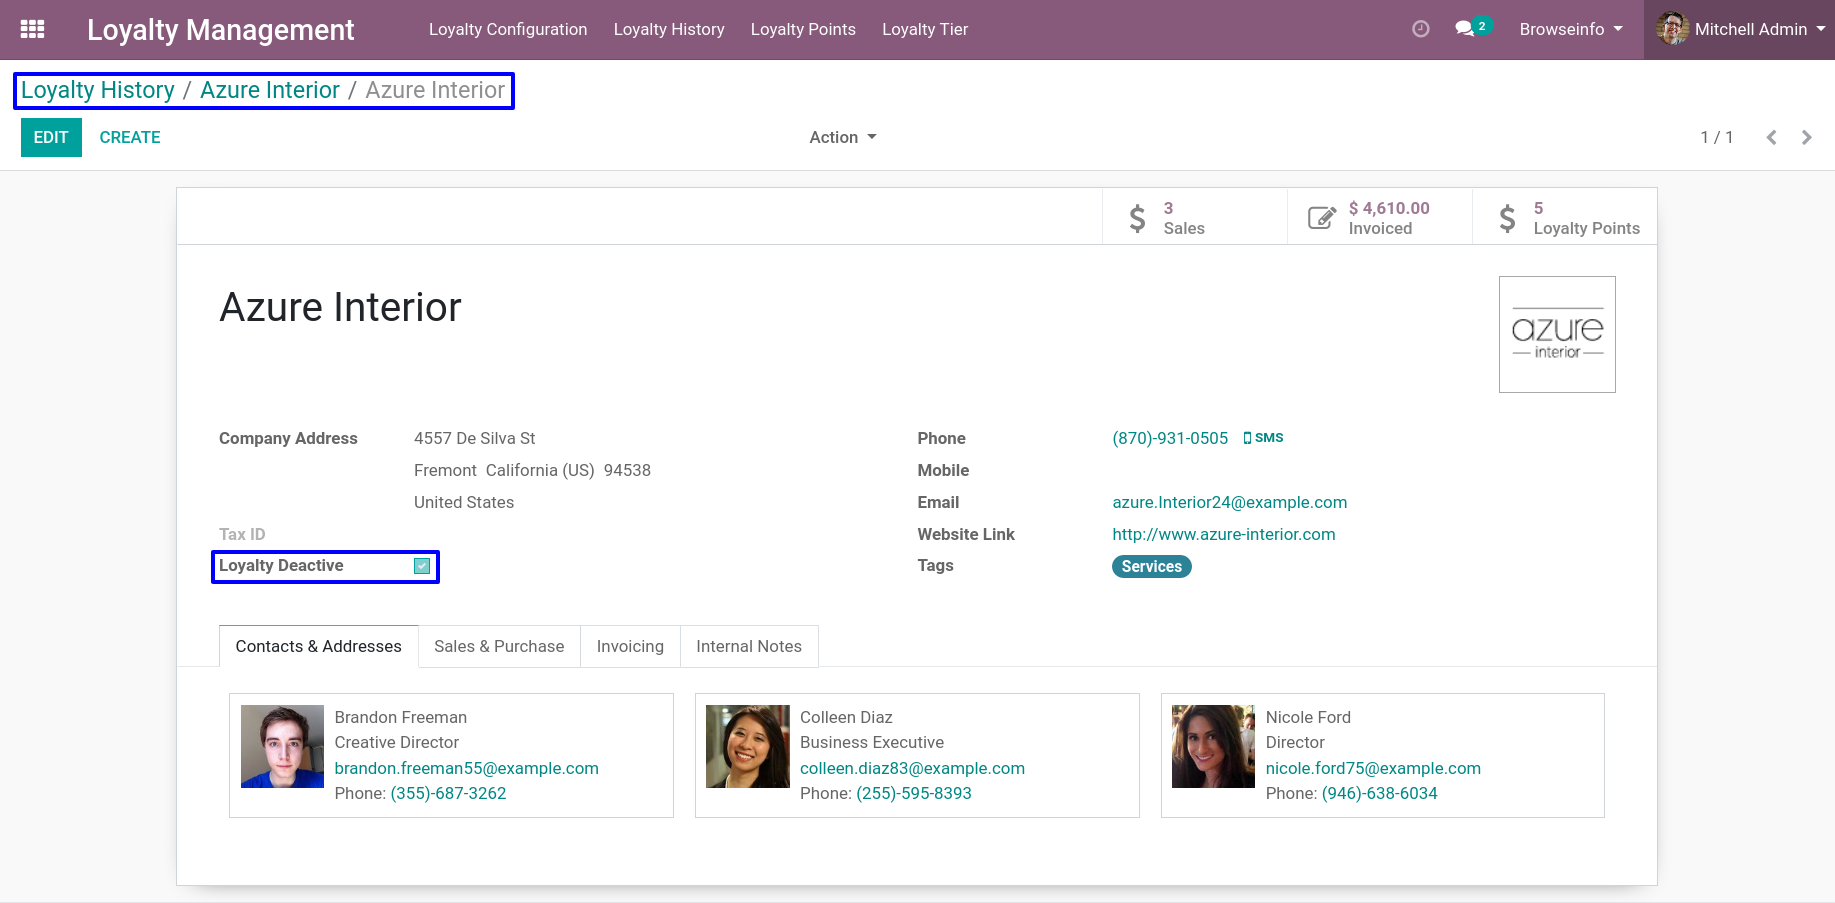 Loyalty Management
Loyalty Configuration
Loyalty History
Loyalty Points
Loyalty Tier
2
Browseinfo
Mitchell Admin
Loyalty History / Azure Interior / Azure Interior
EDIT
CREATE
Action
1 / 1
3
Sales
$ 4,610.00
Invoiced
5
Loyalty Points
Azure Interior
azure
interior
Company Address
4557 De Silva St
Fremont California (US) 94538
United States
Tax ID
Loyalty Deactive
Phone
(870)-931-0505
SMS
Mobile
Email
azure.Interior24@example.com
Website Link
http://www.azure-interior.com
Tags
Services
Contacts & Addresses
Sales & Purchase
Invoicing
Internal Notes
Brandon Freeman
Creative Director
brandon.freeman55@example.com
Phone: (355)-687-3262
Colleen Diaz
Business Executive
colleen.diaz83@example.com
Phone: (255)-595-8393
Nicole Ford
Director
nicole.ford75@example.com
Phone: (946)-638-6034